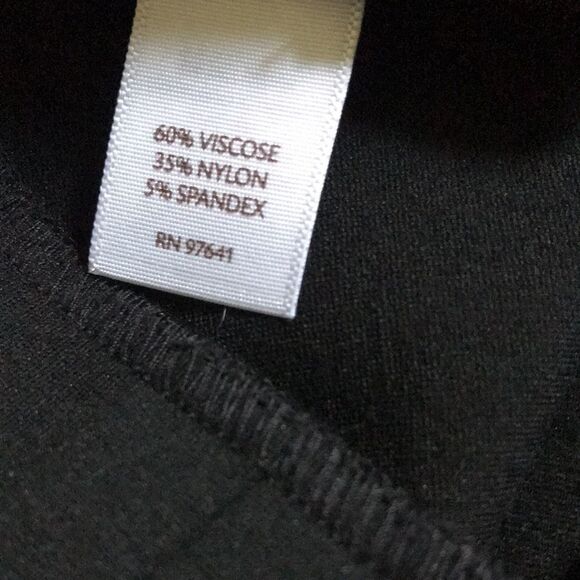 60% VISCOSE
35% NYLON
5% SPANDEX
RN 97641